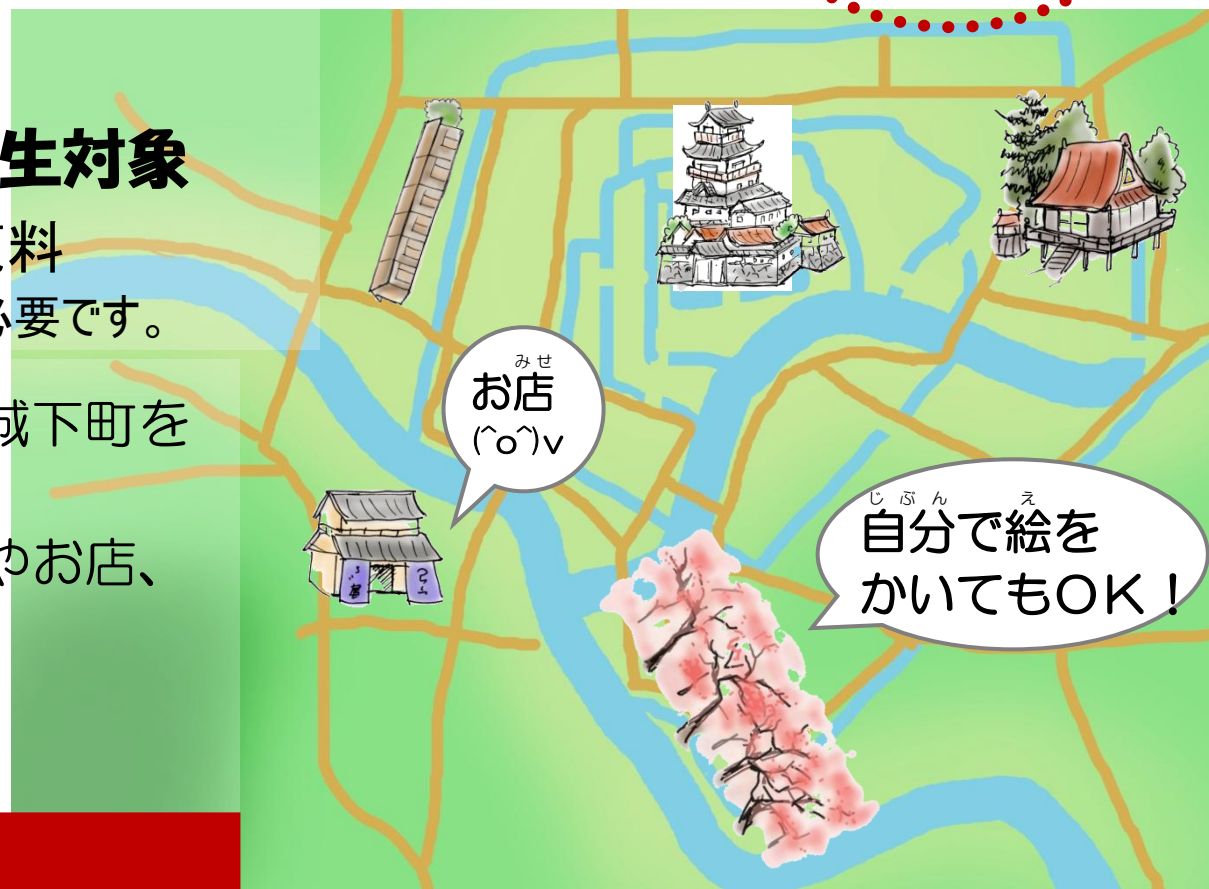 生対象
料
必要です。
城下町を
やお店、
みせ
お店
(^o^)v
じぶん え
自分で絵を
かいてもOK！